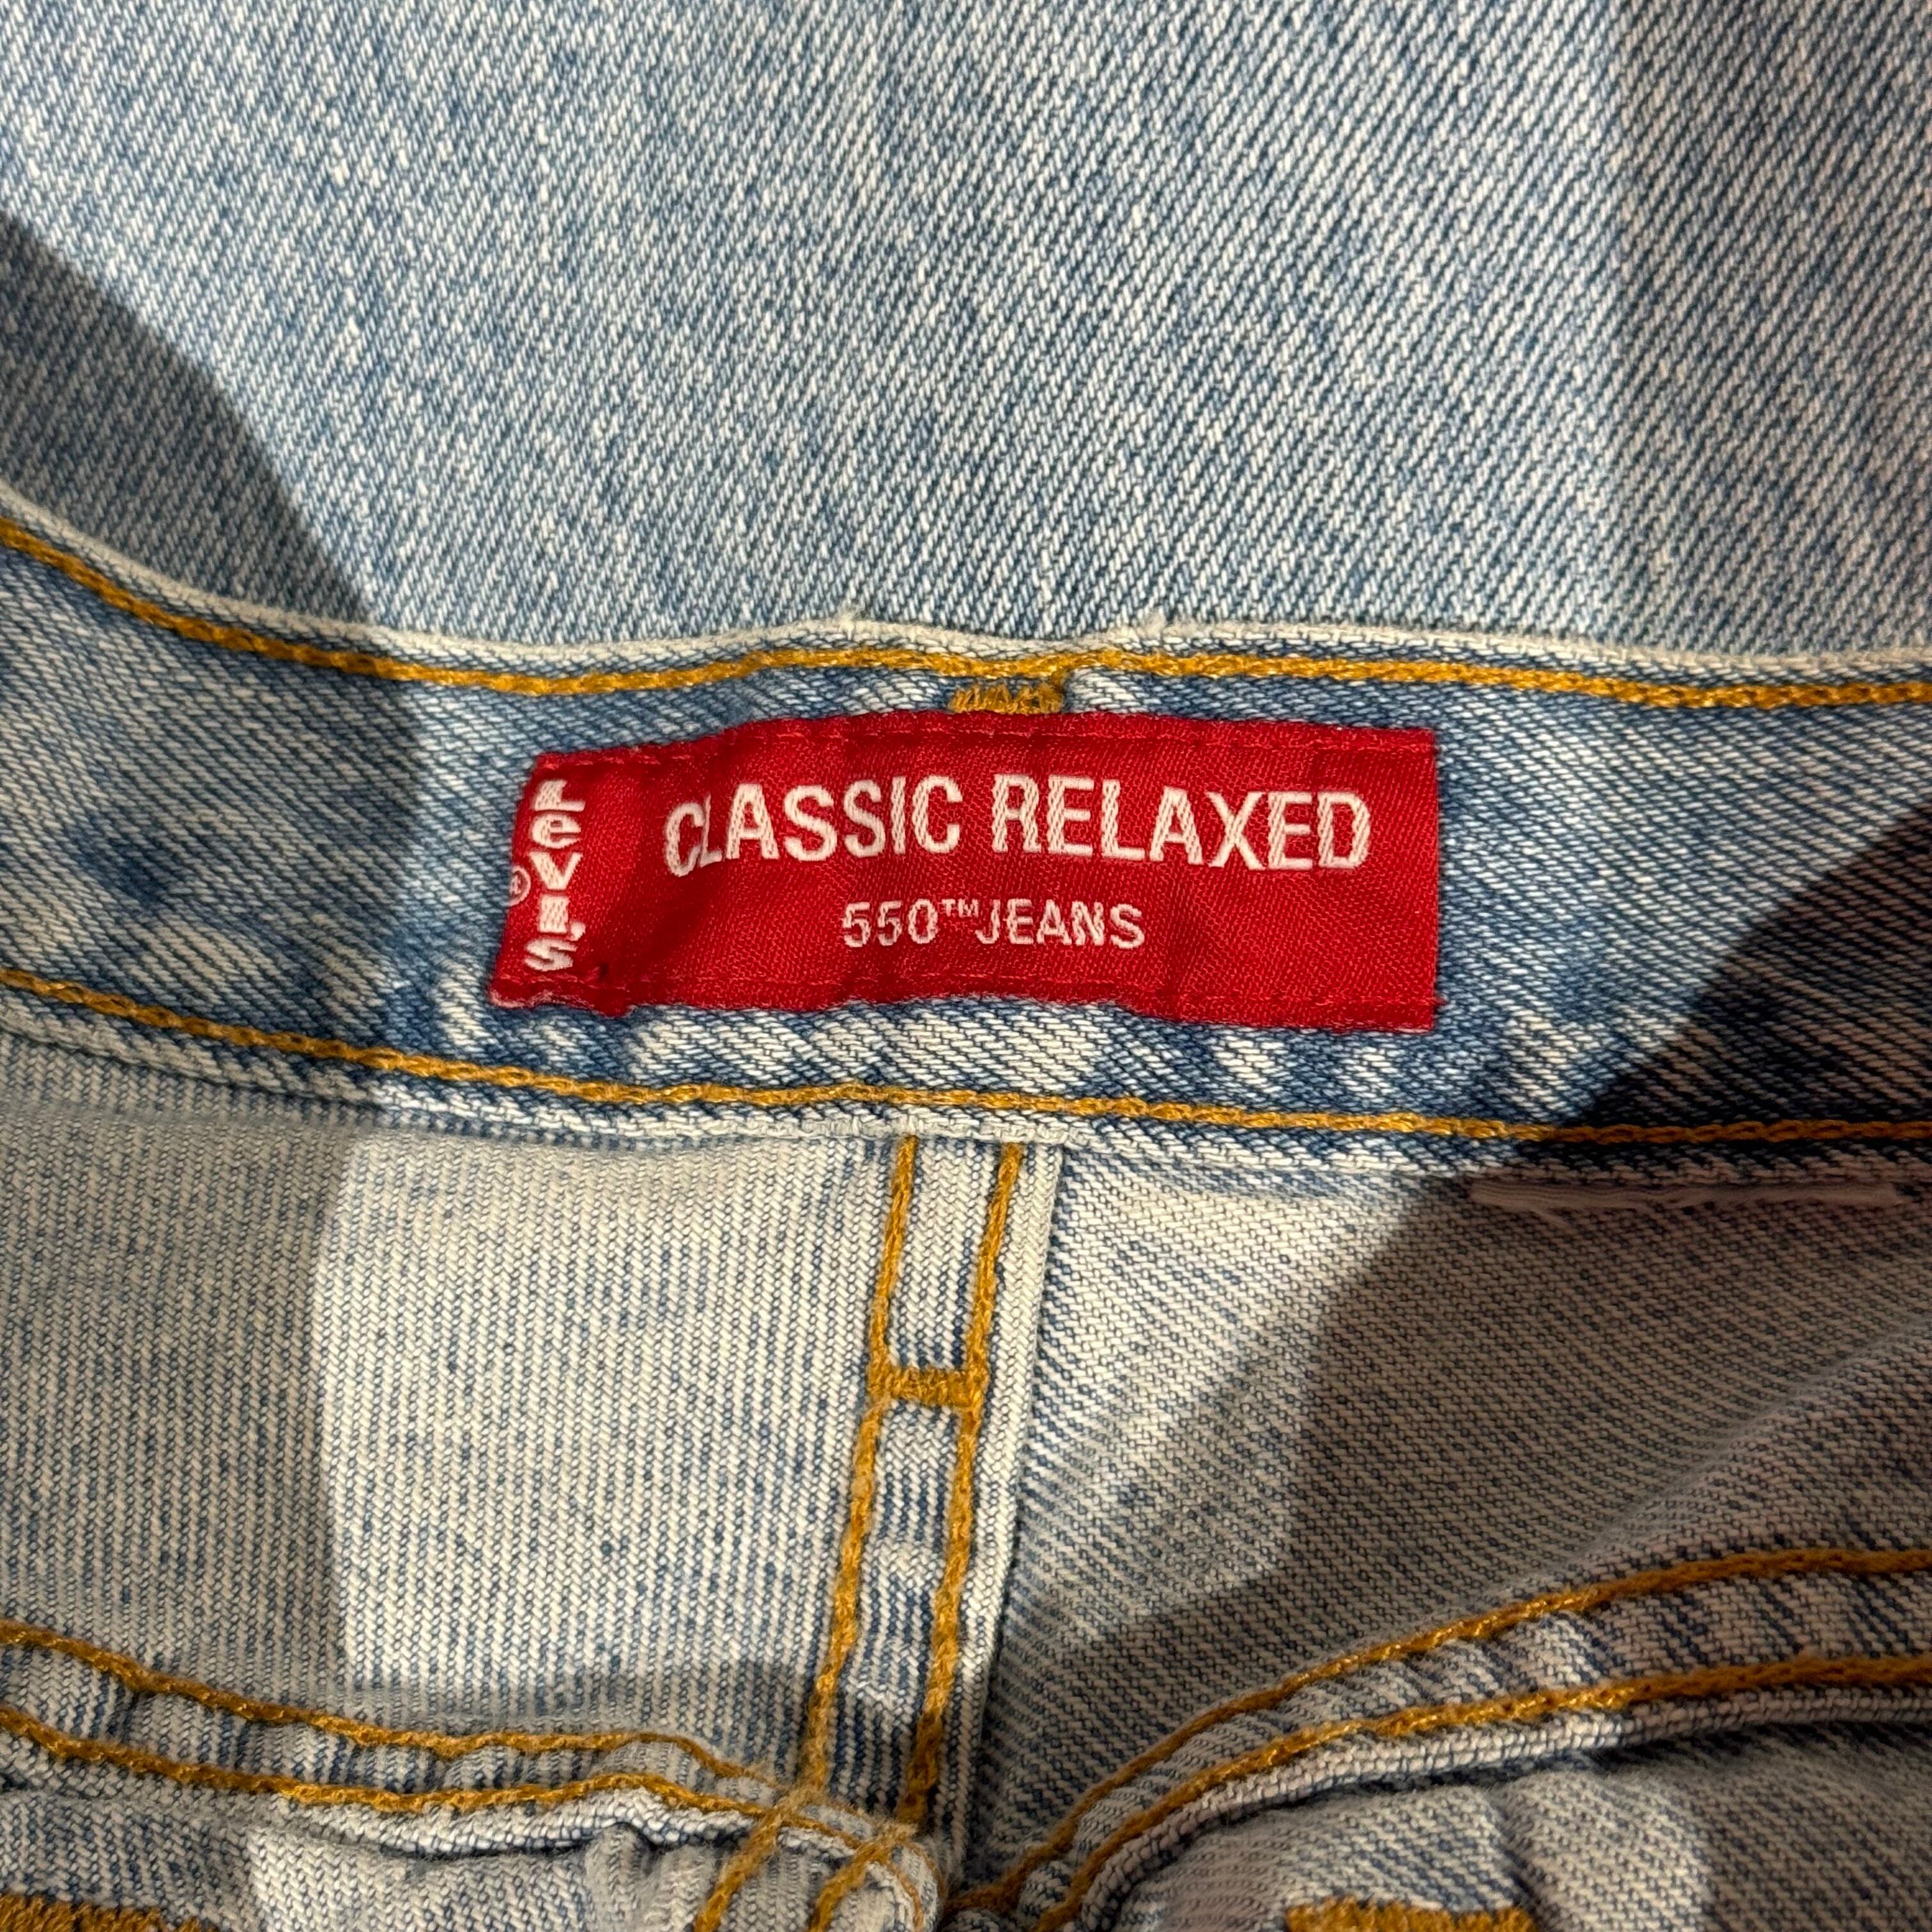 LEVI'S®
CLASSIC RELAXED
550™ JEANS